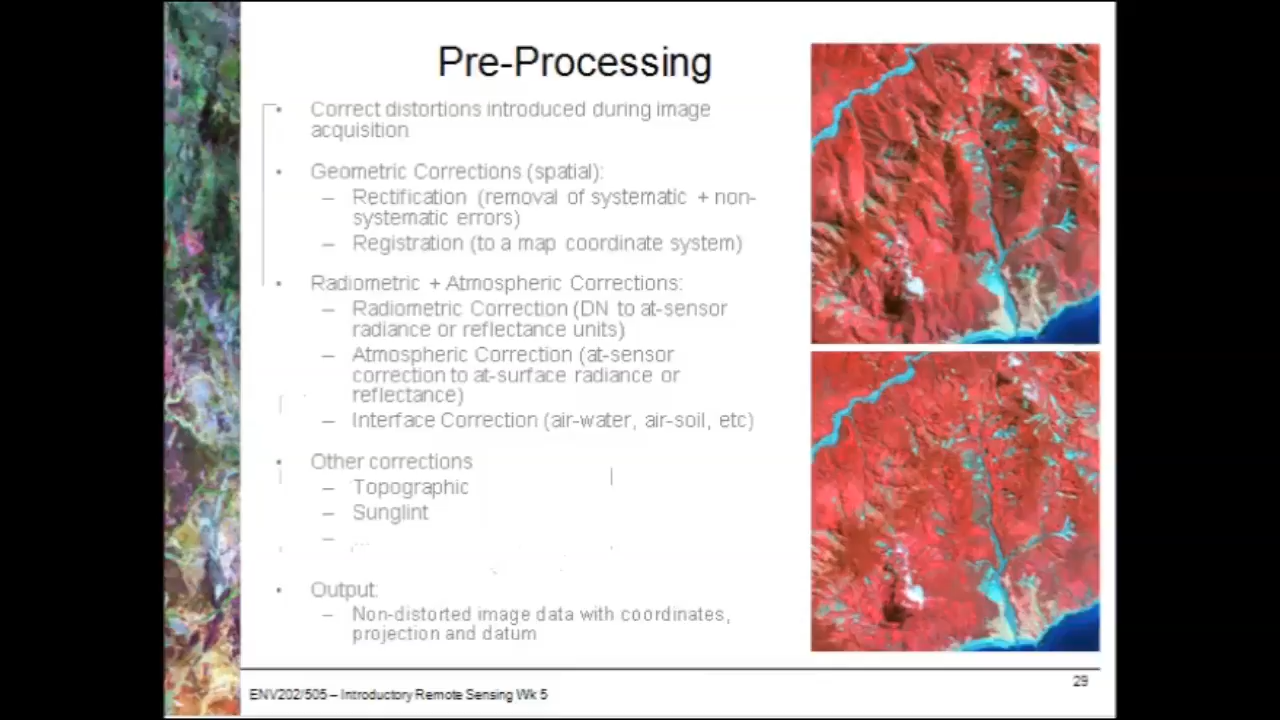 Pre-Processing
• Correct distortions introduced during image
acquisition
• Geometric Corrections (spatial):
– Rectification (removal of systematic + non-
systematic errors)
– Registration (to a map coordinate system)
• Radiometric + Atmospheric Corrections:
– Radiometric Correction (DN to at-sensor
radiance or reflectance units)
– Atmospheric Correction (at-sensor
correction to at-surface radiance or
reflectance)
– Interface Correction (air-water, air-soil, etc)
• Other corrections
– Topographic
– Sunglint
– ...
• Output:
– Non-distorted image data with coordinates,
projection and datum
29
ENV202/505 – Introductory Remote Sensing Wk 5